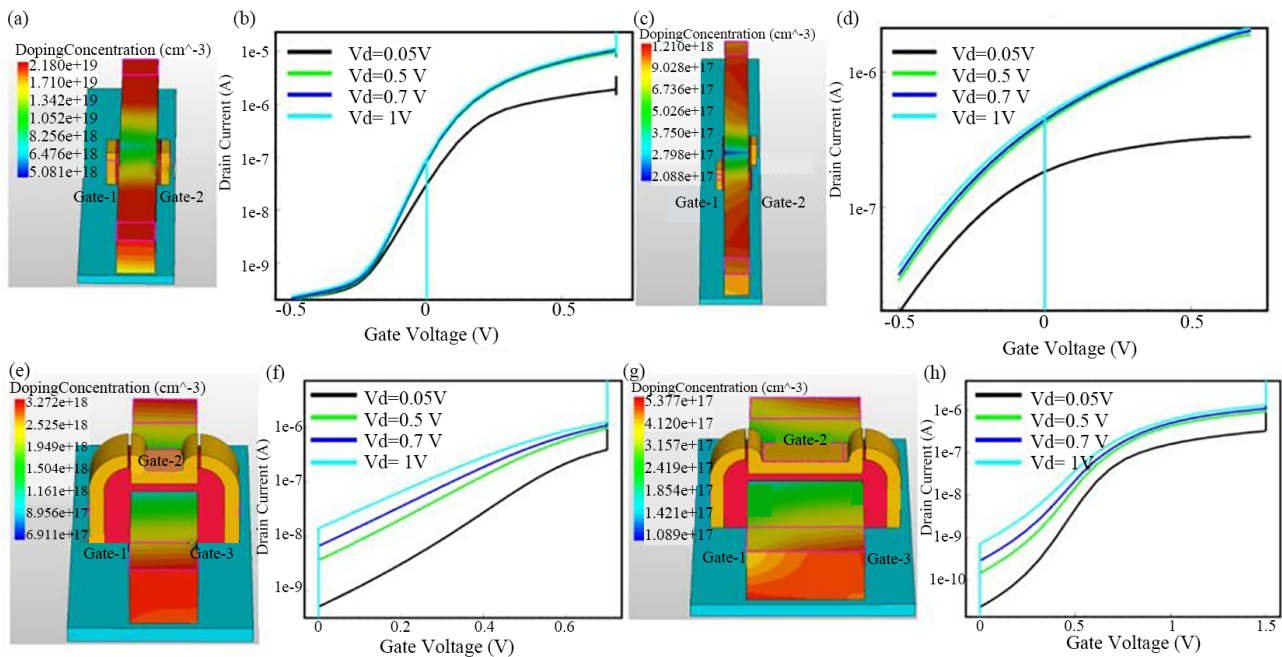 (a)
DopingConcentration (cm^-3)
2.180e+19
1.710e+19
1.342e+19
1.052e+19
8.256e+18
6.476e+18
5.081e+18
Gate-1
Gate-2
(b)
Drain Current (A)
1e-5
1e-6
1e-7
1e-8
1e-9
Vd=0.05V
Vd=0.5 V
Vd=0.7 V
Vd= 1V
-0.5
0
0.5
Gate Voltage (V)
(c)
DopingConcentration (cm^-3)
1.210e+18
9.028e+17
6.736e+17
5.026e+17
3.750e+17
2.798e+17
2.088e+17
Gate-1
Gate-2
(d)
Drain Current (A)
1e-6
1e-7
Vd=0.05V
Vd=0.5 V
Vd=0.7 V
Vd= 1V
-0.5
0
0.5
Gate Voltage (V)
(e)
DopingConcentration (cm^-3)
3.272e+18
2.525e+18
1.949e+18
1.504e+18
1.161e+18
8.956e+17
6.911e+17
Gate-2
Gate-1
Gate-3
(f)
Drain Current (A)
1e-6
1e-7
1e-8
1e-9
Vd=0.05V
Vd=0.5 V
Vd=0.7 V
Vd= 1V
0
0.2
0.4
0.6
Gate Voltage (V)
(g)
DopingConcentration (cm^-3)
5.377e+17
4.120e+17
3.157e+17
2.419e+17
1.854e+17
1.421e+17
1.089e+17
Gate-2
Gate-1
Gate-3
(h)
Drain Current (A)
1e-6
1e-7
1e-8
1e-9
1e-10
Vd=0.05V
Vd=0.5 V
Vd=0.7 V
Vd= 1V
0
0.5
1
1.5
Gate Voltage (V)